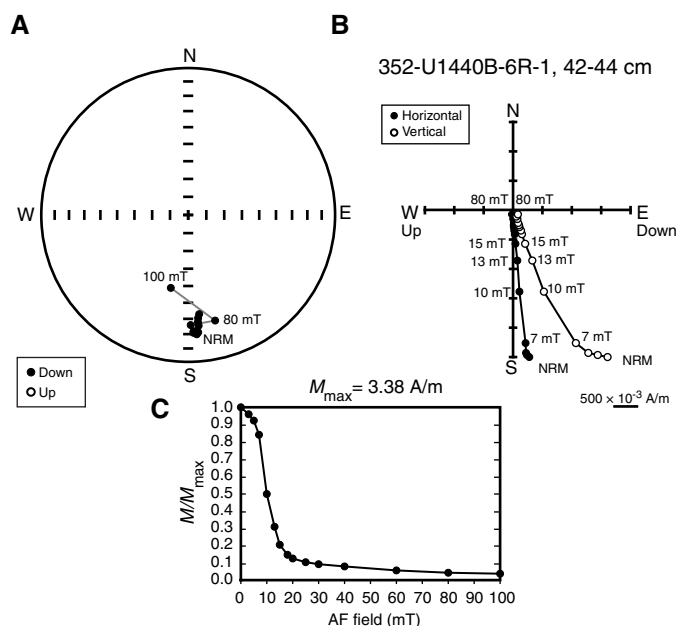 A
B
352-U1440B-6R-1, 42-44 cm
N
W
E
S
100 mT
80 mT
NRM
Down
Up
Horizontal
Vertical
N
80 mT
80 mT
W
Up
E
Down
15 mT
15 mT
13 mT
13 mT
10 mT
10 mT
7 mT
7 mT
S
NRM
NRM
500 × 10⁻³ A/m
C
Mmax= 3.38 A/m
M/Mmax
1.0
0.9
0.8
0.7
0.6
0.5
0.4
0.3
0.2
0.1
0.0
0 10 20 30 40 50 60 70 80 90 100
AF field (mT)